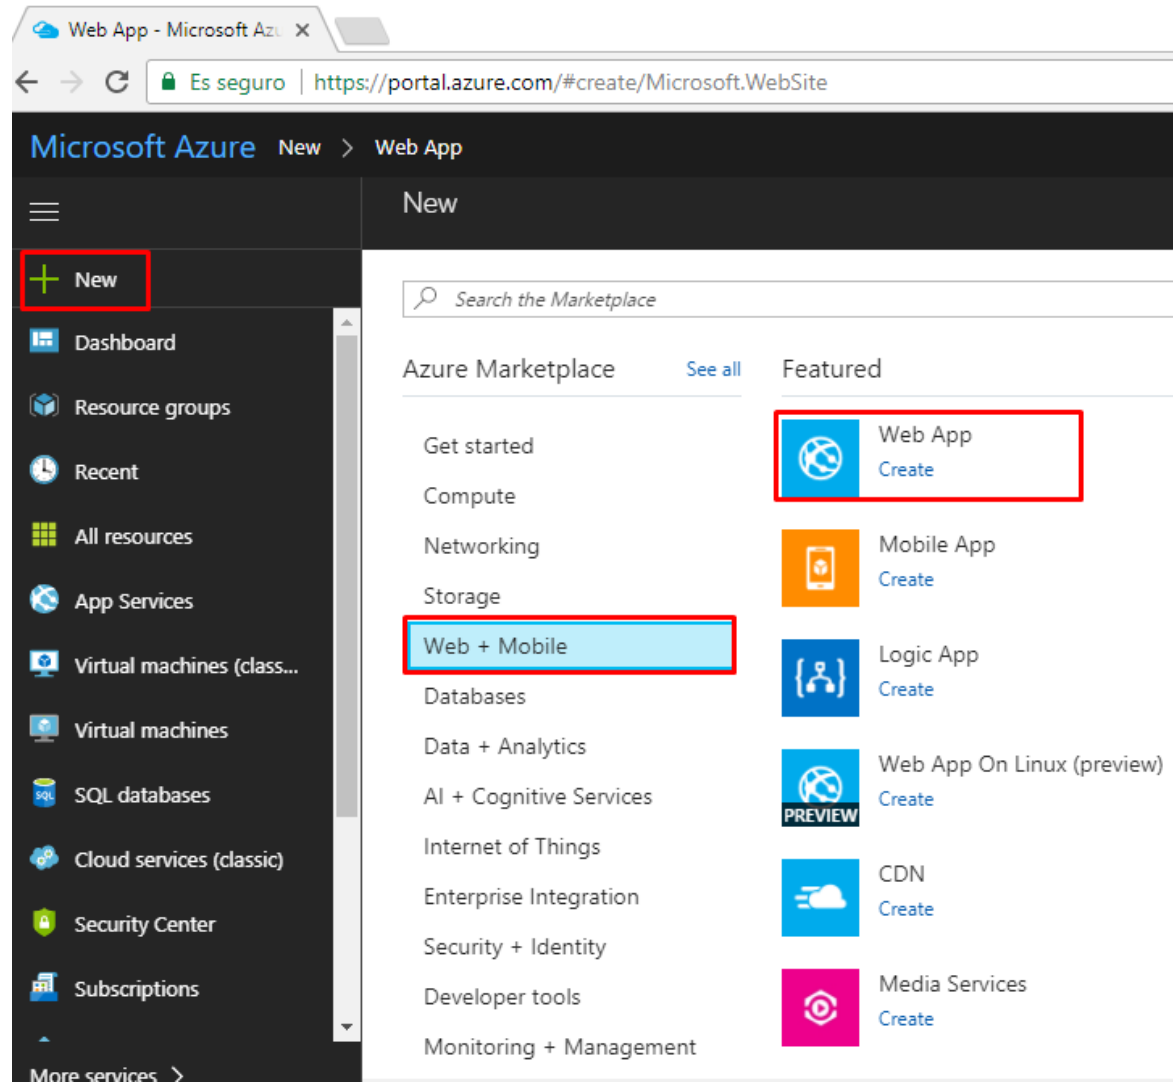 Web App - Microsoft Azu
Es seguro https://portal.azure.com/#create/Microsoft.WebSite
Microsoft Azure New > Web App
New
New
Dashboard
Resource groups
Recent
All resources
App Services
Virtual machines (class...
Virtual machines
SQL databases
Cloud services (classic)
Security Center
Subscriptions
More services >
Search the Marketplace
Azure Marketplace See all
Get started
Compute
Networking
Storage
Web + Mobile
Databases
Data + Analytics
AI + Cognitive Services
Internet of Things
Enterprise Integration
Security + Identity
Developer tools
Monitoring + Management
Featured
Web App
Create
Mobile App
Create
Logic App
Create
Web App On Linux (preview)
Create
PREVIEW
CDN
Create
Media Services
Create